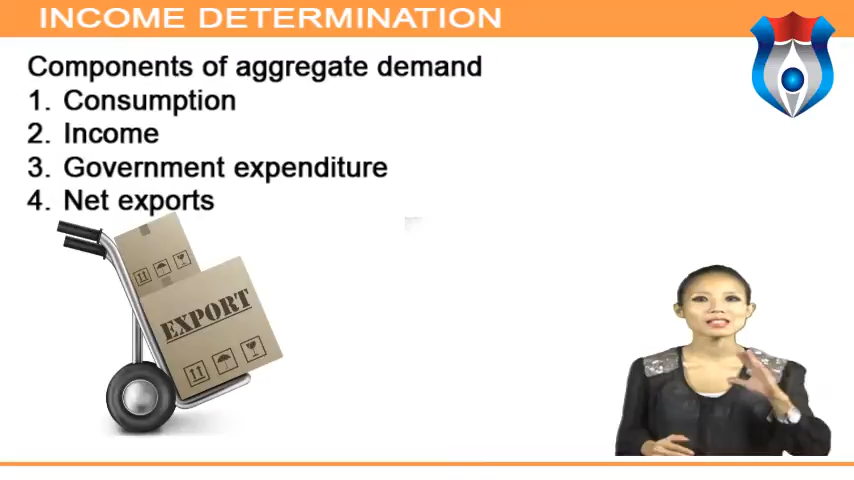 INCOME DETERMINATION
Components of aggregate demand
1. Consumption
2. Income
3. Government expenditure
4. Net exports
EXPORT